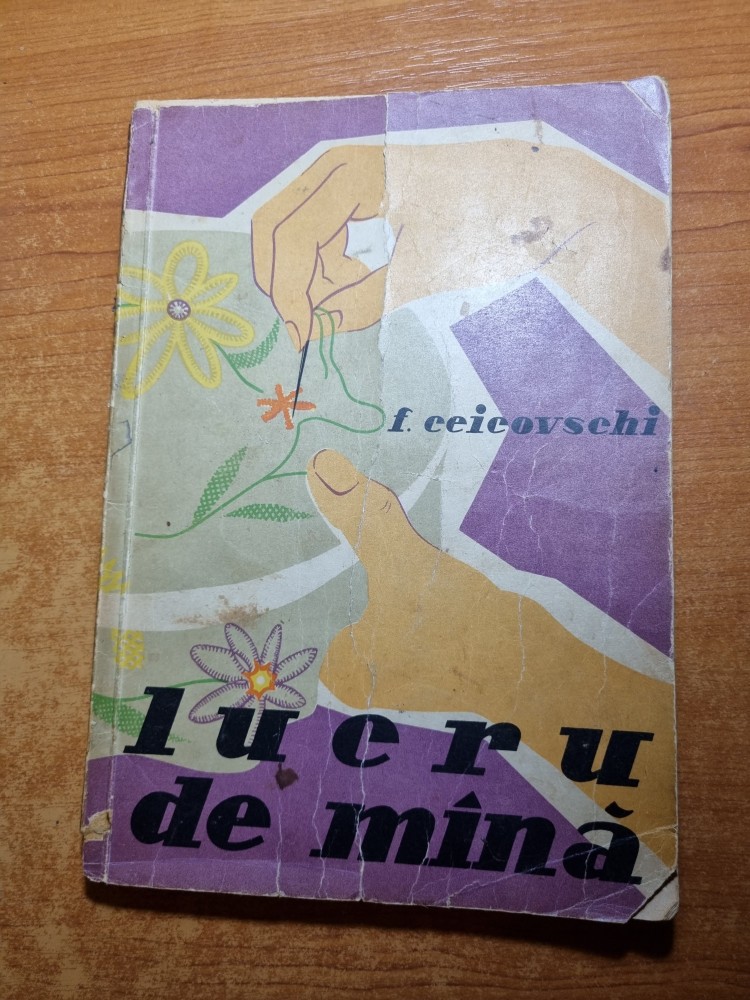 f. ceicovschi
lucru
de mînă